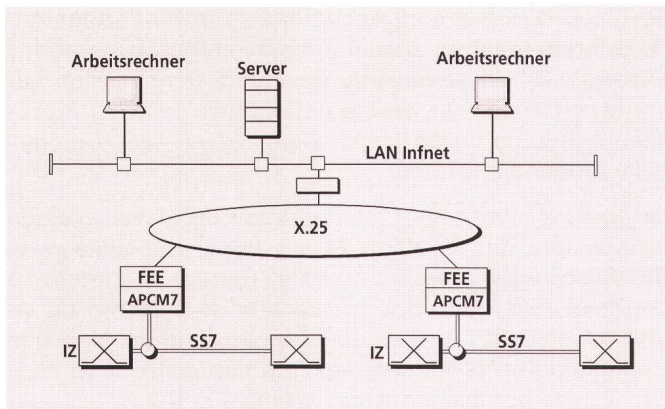 Arbeitsrechner
Server
Arbeitsrechner
LAN Infnet
X.25
FEE
APCM7
FEE
APCM7
IZ
SS7
IZ
SS7